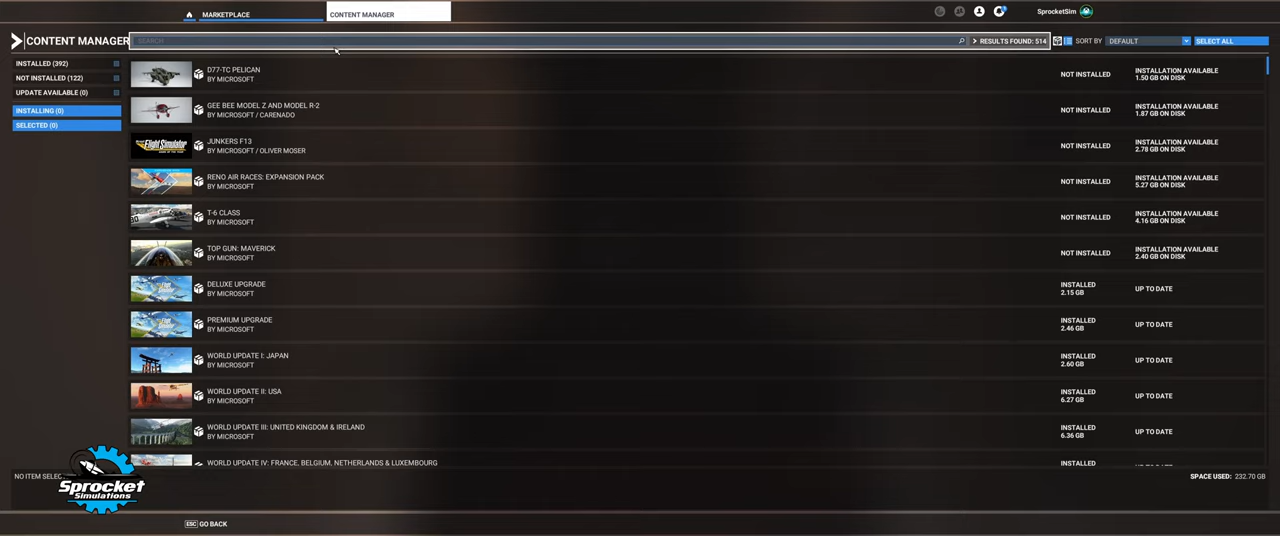 MARKETPLACE
CONTENT MANAGER
SprocketSim
CONTENT MANAGER
SEARCH
RESULTS FOUND: 514
SORT BY
DEFAULT
SELECT ALL
INSTALLED (392)
NOT INSTALLED (122)
UPDATE AVAILABLE (0)
INSTALLING (0)
SELECTED (0)
D77-TC PELICAN
BY MICROSOFT
NOT INSTALLED
INSTALLATION AVAILABLE
1.50 GB ON DISK
GEE BEE MODEL Z AND MODEL R-2
BY MICROSOFT / CARENADO
NOT INSTALLED
INSTALLATION AVAILABLE
1.87 GB ON DISK
Flight Simulator
JUNKERS F13
BY MICROSOFT / OLIVER MOSER
NOT INSTALLED
INSTALLATION AVAILABLE
2.78 GB ON DISK
RENO AIR RACES: EXPANSION PACK
BY MICROSOFT
NOT INSTALLED
INSTALLATION AVAILABLE
5.27 GB ON DISK
T-6 CLASS
BY MICROSOFT
NOT INSTALLED
INSTALLATION AVAILABLE
4.16 GB ON DISK
TOP GUN: MAVERICK
BY MICROSOFT
NOT INSTALLED
INSTALLATION AVAILABLE
2.40 GB ON DISK
DELUXE UPGRADE
BY MICROSOFT
INSTALLED
2.15 GB
UP TO DATE
PREMIUM UPGRADE
BY MICROSOFT
INSTALLED
2.46 GB
UP TO DATE
WORLD UPDATE I: JAPAN
BY MICROSOFT
INSTALLED
2.60 GB
UP TO DATE
WORLD UPDATE II: USA
BY MICROSOFT
INSTALLED
6.27 GB
UP TO DATE
WORLD UPDATE III: UNITED KINGDOM & IRELAND
BY MICROSOFT
INSTALLED
6.36 GB
UP TO DATE
WORLD UPDATE IV: FRANCE, BELGIUM, NETHERLANDS & LUXEMBOURG
INSTALLED
UP TO DATE
NO ITEM SELEC
SPACE USED: 232.70 GB
Sprocket
Simulations
ESC GO BACK